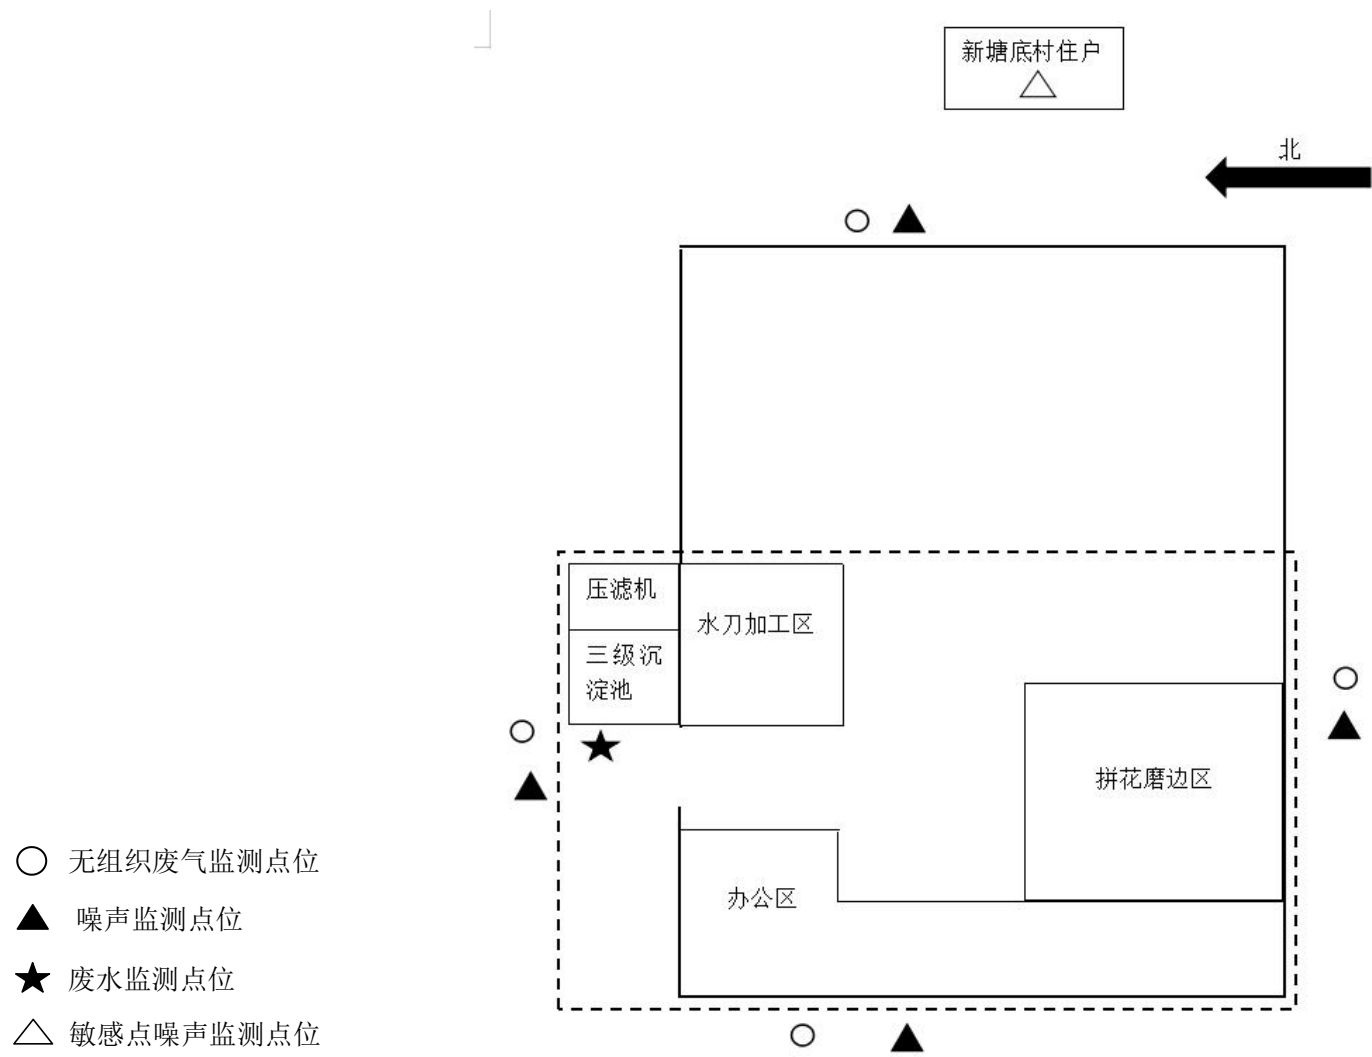 新塘底村住户
北
压滤机
水刀加工区
三级沉
淀池
拼花磨边区
办公区
无组织废气监测点位
噪声监测点位
废水监测点位
敏感点噪声监测点位